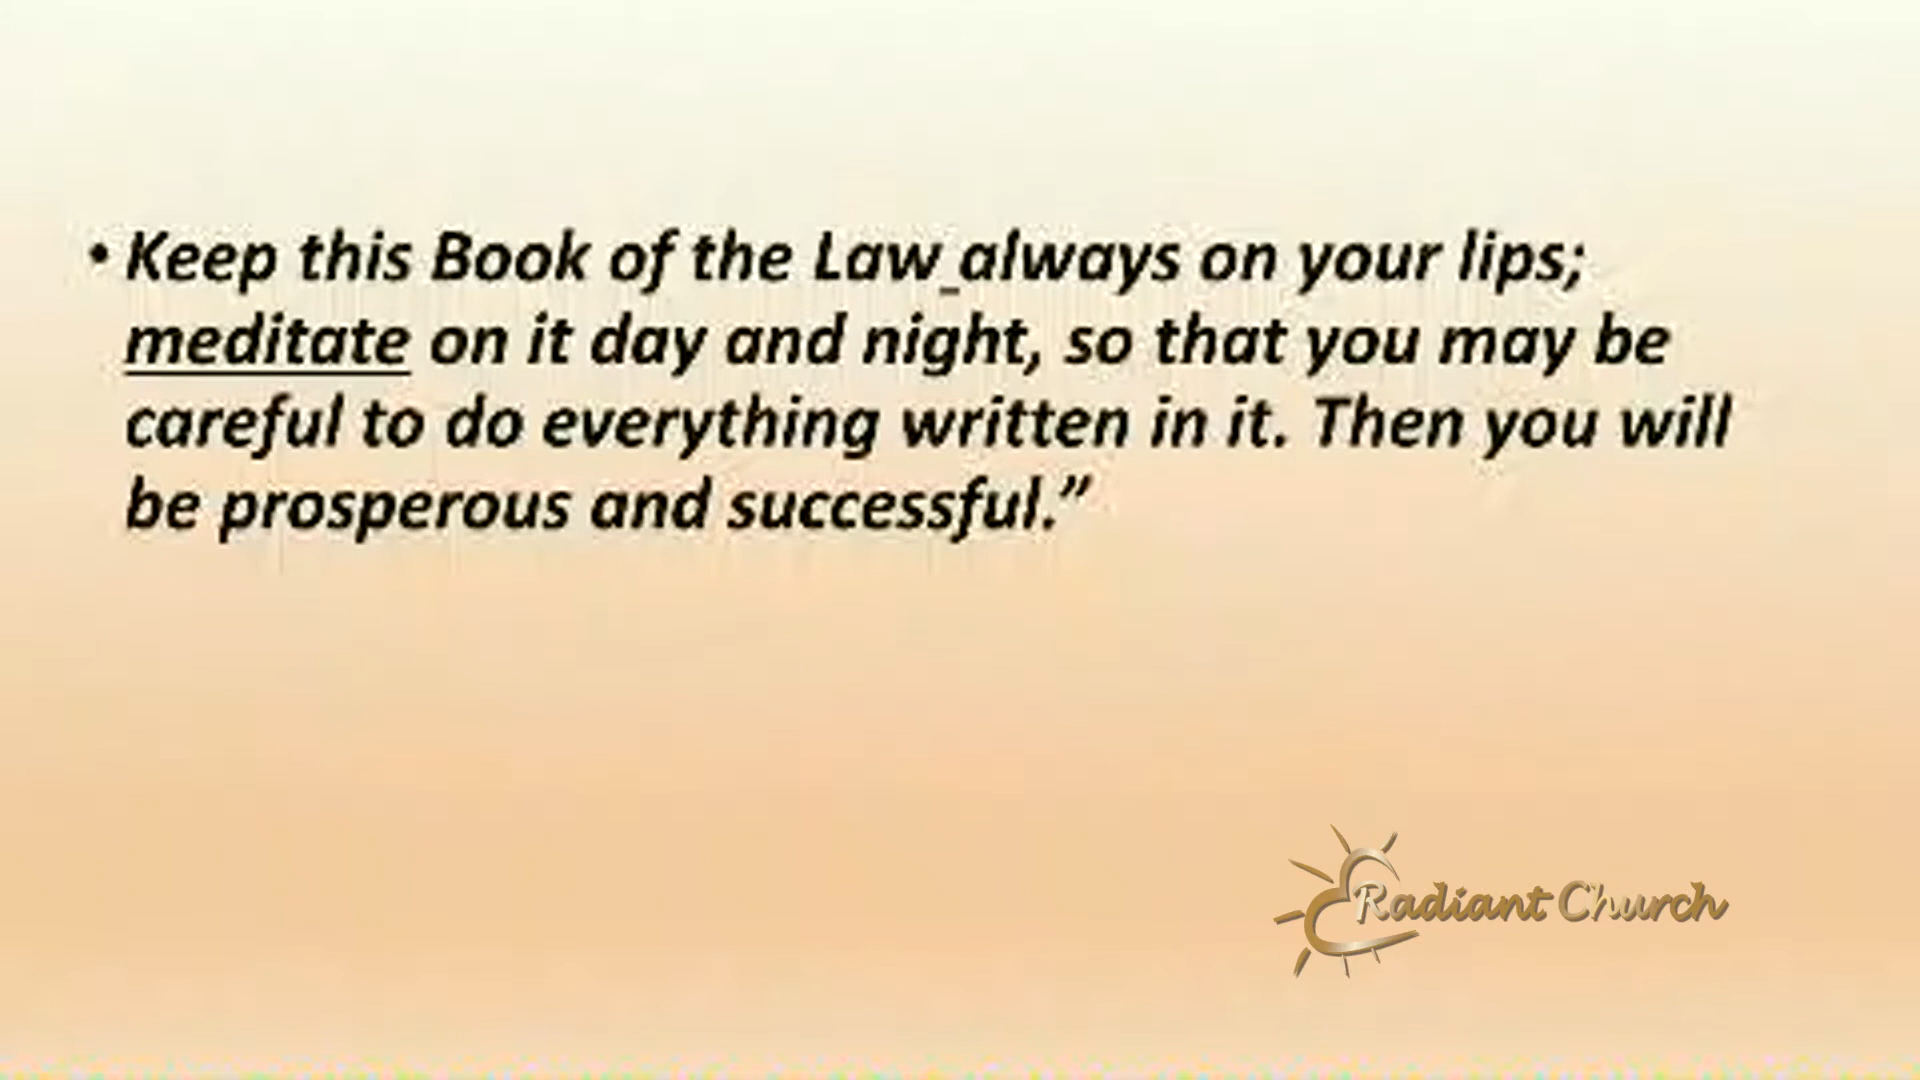 • Keep this Book of the Law always on your lips;
meditate on it day and night, so that you may be
careful to do everything written in it. Then you will
be prosperous and successful.”
Radiant Church